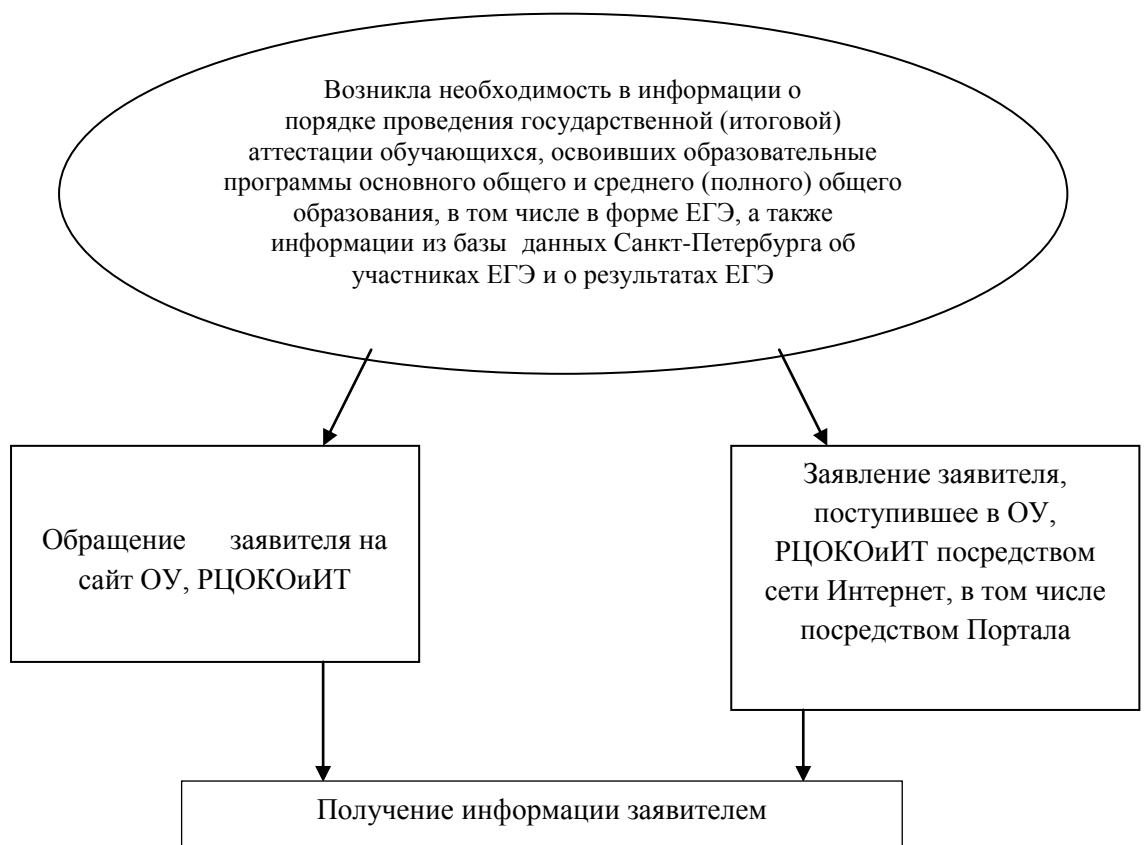 Возникла необходимость в информации о
порядке проведения государственной (итоговой)
аттестации обучающихся, освоивших образовательные
программы основного общего и среднего (полного) общего
образования, в том числе в форме ЕГЭ, а также
информации из базы данных Санкт-Петербурга об
участниках ЕГЭ и о результатах ЕГЭ
Обращение заявителя на
сайт ОУ, РЦОКОиИТ
Заявление заявителя,
поступившее в ОУ,
РЦОКОиИТ посредством
сети Интернет, в том числе
посредством Портала
Получение информации заявителем